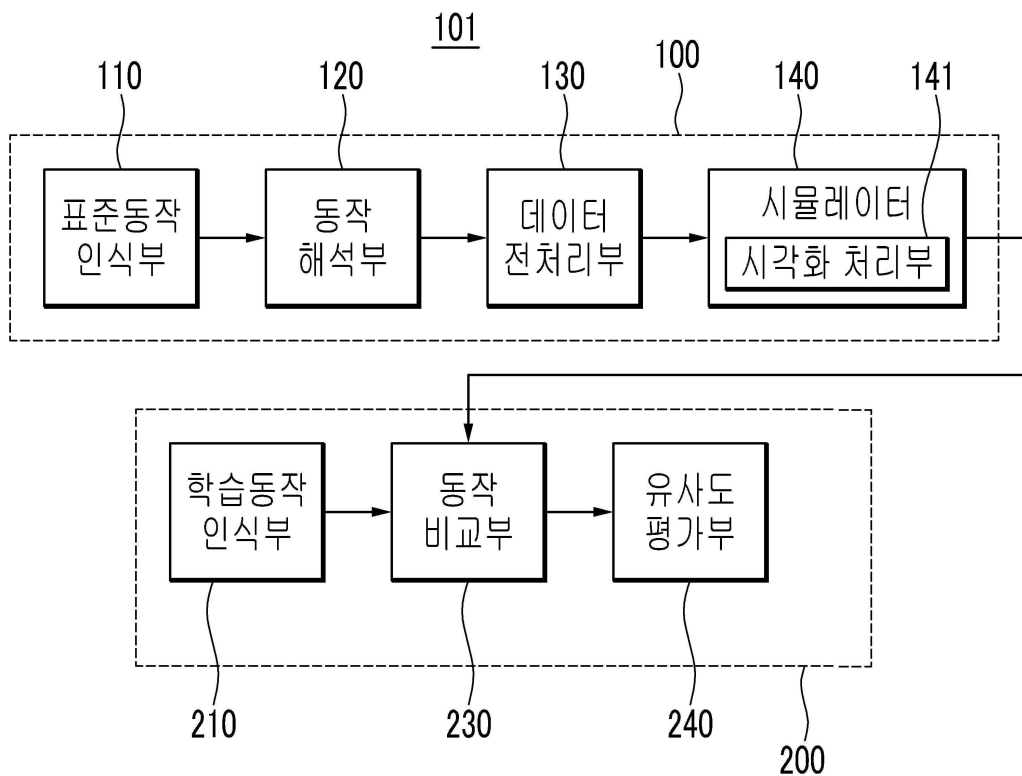 101
100
110
120
130
140
141
표준동작
인식부
동작
해석부
데이터
전처리부
시뮬레이터
시각화 처리부
학습동작
인식부
동작
비교부
유사도
평가부
210
230
240
200